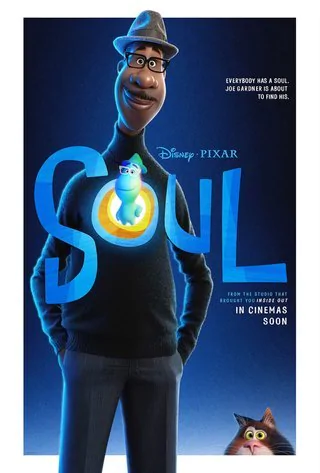 EVERYBODY HAS A SOUL.
JOE GARDNER IS ABOUT
TO FIND HIS.
Disney · PIXAR
SOUL
FROM THE STUDIO THAT
BROUGHT YOU INSIDE OUT
IN CINEMAS
SOON